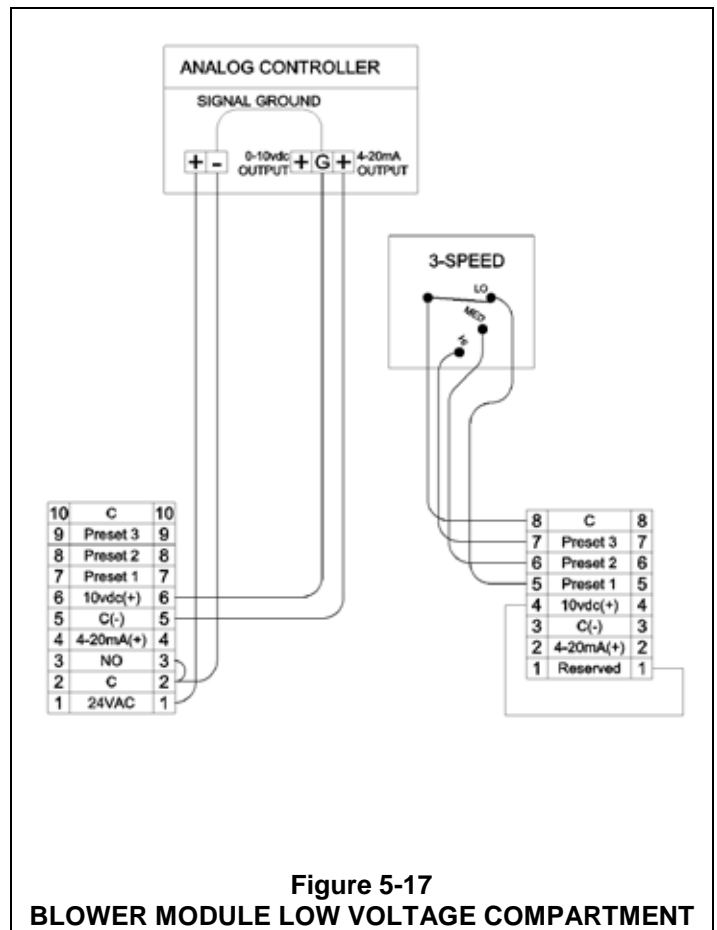 ANALOG CONTROLLER
SIGNAL GROUND
+ - 0-10vdc OUTPUT + G + 4-20mA OUTPUT
3-SPEED
LO
MED
HI
10 C 10
9 Preset 3 9
8 Preset 2 8
7 Preset 1 7
6 10vdc(+) 6
5 C(-) 5
4 4-20mA(+) 4
3 NO 3
2 C 2
1 24VAC 1
8 C 8
7 Preset 3 7
6 Preset 2 6
5 Preset 1 5
4 10vdc(+) 4
3 C(-) 3
2 4-20mA(+) 2
1 Reserved 1
Figure 5-17
BLOWER MODULE LOW VOLTAGE COMPARTMENT